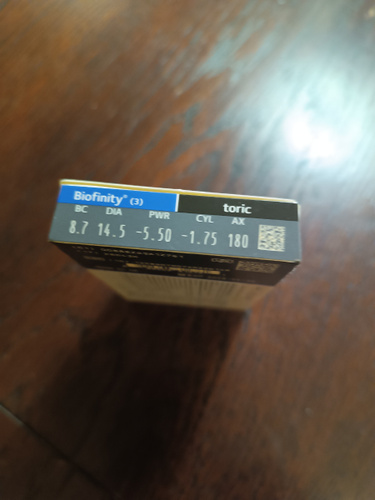 Biofinity® (3) toric
BC DIA PWR CYL AX
8.7 14.5 -5.50 -1.75 180